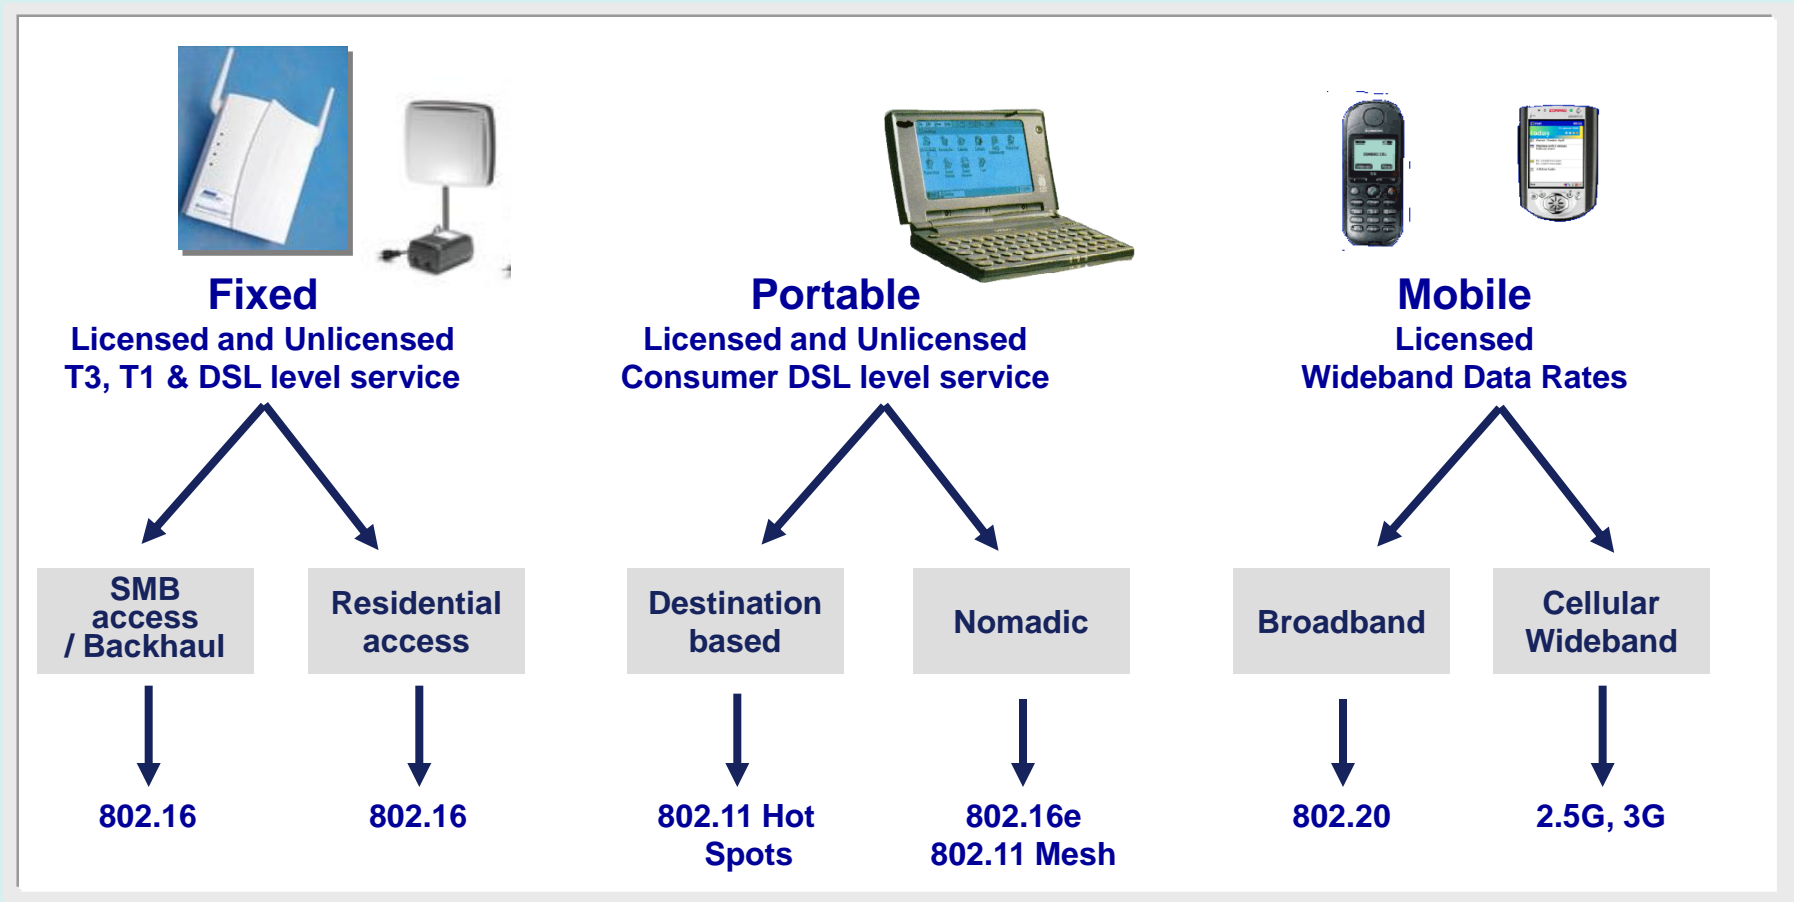 Fixed
Licensed and Unlicensed
T3, T1 & DSL level service
Portable
Licensed and Unlicensed
Consumer DSL level service
Mobile
Licensed
Wideband Data Rates
SMB
access
/ Backhaul
Residential
access
Destination
based
Nomadic
Broadband
Cellular
Wideband
802.16
802.16
802.11 Hot
Spots
802.16e
802.11 Mesh
802.20
2.5G, 3G